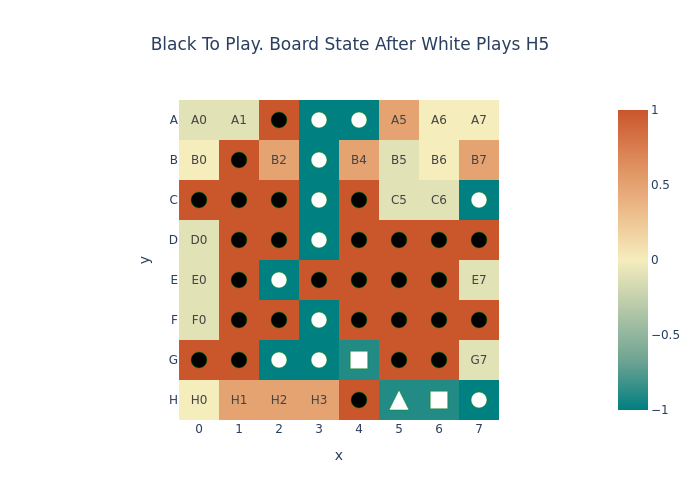 Black To Play. Board State After White Plays H5
A A0 A1 A5 A6 A7
B B0 B2 B4 B5 B6 B7
C C5 C6
D D0
E E0 E7
F F0
G G7
H H0 H1 H2 H3
0 1 2 3 4 5 6 7
x
y
1
0.5
0
−0.5
−1